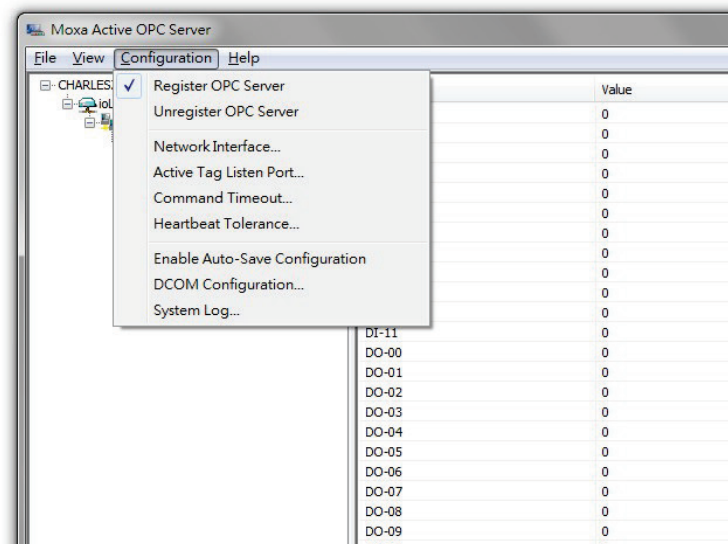 Moxa Active OPC Server
File View Configuration Help
CHARLES
ioL
Register OPC Server
Unregister OPC Server
Network Interface...
Active Tag Listen Port...
Command Timeout...
Heartbeat Tolerance...
Enable Auto-Save Configuration
DCOM Configuration...
System Log...
Value
0
0
0
0
0
0
0
0
0
0
0
DI-11 0
DO-00 0
DO-01 0
DO-02 0
DO-03 0
DO-04 0
DO-05 0
DO-06 0
DO-07 0
DO-08 0
DO-09 0